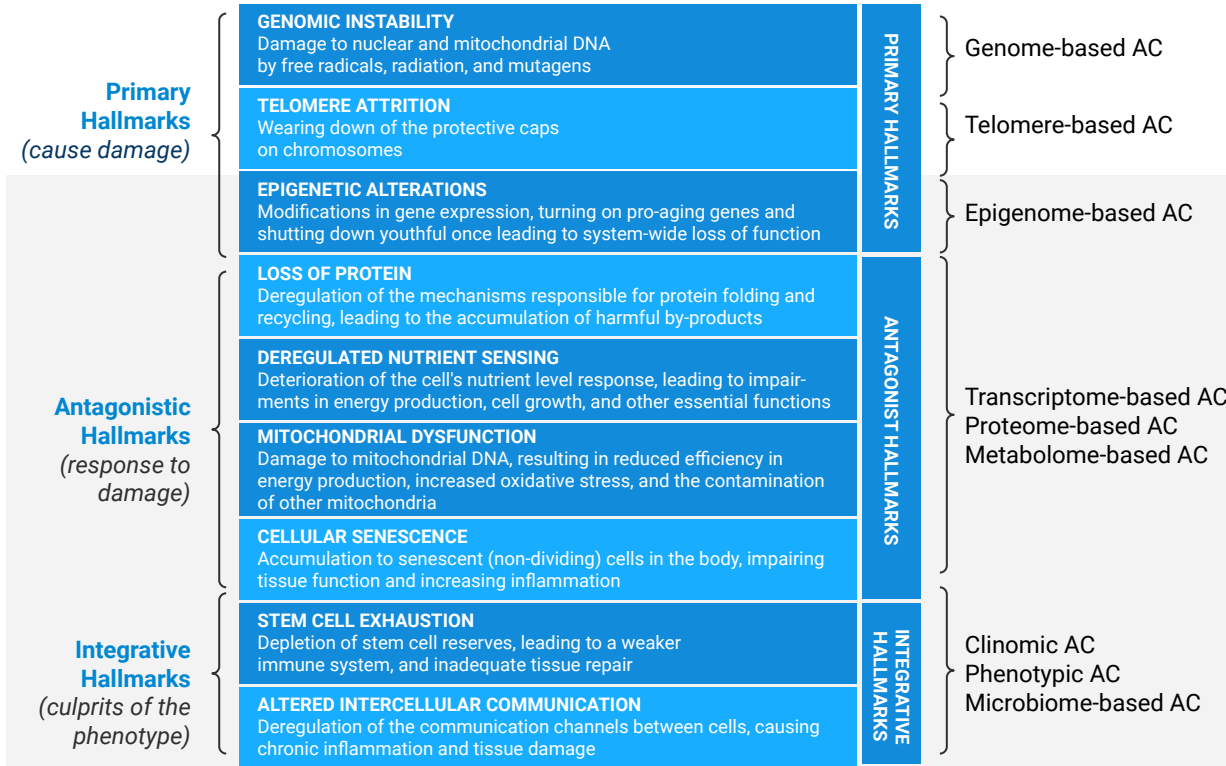 Primary
Hallmarks
(cause damage)
Antagonistic
Hallmarks
(response to
damage)
Integrative
Hallmarks
(culprits of the
phenotype)
GENOMIC INSTABILITY
Damage to nuclear and mitochondrial DNA
by free radicals, radiation, and mutagens
TELOMERE ATTRITION
Wearing down of the protective caps
on chromosomes
EPIGENETIC ALTERATIONS
Modifications in gene expression, turning on pro-aging genes and
shutting down youthful once leading to system-wide loss of function
LOSS OF PROTEIN
Deregulation of the mechanisms responsible for protein folding and
recycling, leading to the accumulation of harmful by-products
DEREGULATED NUTRIENT SENSING
Deterioration of the cell's nutrient level response, leading to impair-
ments in energy production, cell growth, and other essential functions
MITOCHONDRIAL DYSFUNCTION
Damage to mitochondrial DNA, resulting in reduced efficiency in
energy production, increased oxidative stress, and the contamination
of other mitochondria
CELLULAR SENESCENCE
Accumulation to senescent (non-dividing) cells in the body, impairing
tissue function and increasing inflammation
STEM CELL EXHAUSTION
Depletion of stem cell reserves, leading to a weaker
immune system, and inadequate tissue repair
ALTERED INTERCELLULAR COMMUNICATION
Deregulation of the communication channels between cells, causing
chronic inflammation and tissue damage
PRIMARY HALLMARKS
ANTAGONIST HALLMARKS
INTEGRATIVE
HALLMARKS
Genome-based AC
Telomere-based AC
Epigenome-based AC
Transcriptome-based AC
Proteome-based AC
Metabolome-based AC
Clinomic AC
Phenotypic AC
Microbiome-based AC